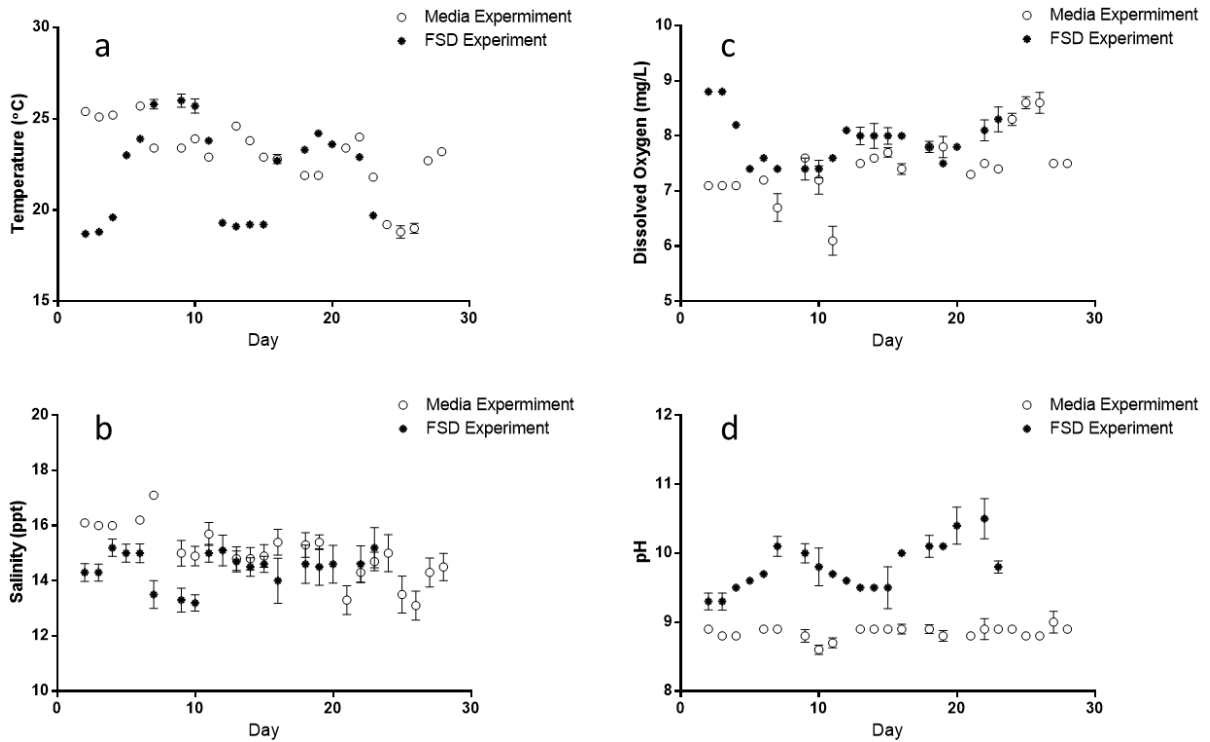 a
Media Expermiment
FSD Experiment
30
25
20
15
Temperature (°C)
0
10
20
30
Day
c
Media Expermiment
FSD Experiment
10
9
8
7
6
5
Dissolved Oxygen (mg/L)
0
10
20
30
Day
b
Media Expermiment
FSD Experiment
20
18
16
14
12
10
Salinity (ppt)
0
10
20
30
Day
d
Media Expermiment
FSD Experiment
12
11
10
9
8
pH
0
10
20
30
Day